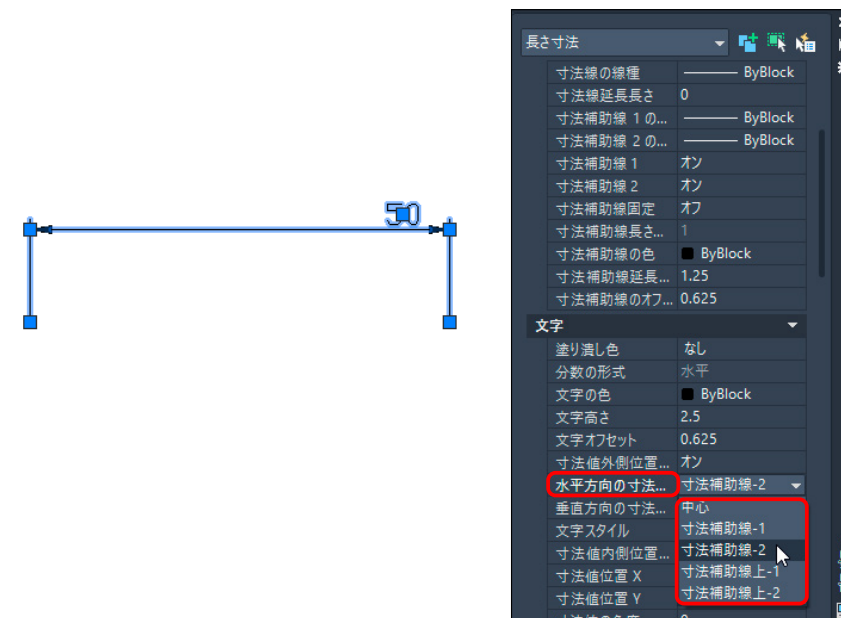 50
長さ寸法
寸法線の線種 ByBlock
寸法線延長長さ 0
寸法補助線 1 の... ByBlock
寸法補助線 2 の... ByBlock
寸法補助線 1 オン
寸法補助線 2 オン
寸法補助線固定 オフ
寸法補助線長さ... 1
寸法補助線の色 ByBlock
寸法補助線延長... 1.25
寸法補助線のオフ... 0.625
文字
塗り潰し色 なし
分数の形式 水平
文字の色 ByBlock
文字高さ 2.5
文字オフセット 0.625
寸法値外側位置... オン
水平方向の寸法... 寸法補助線-2
垂直方向の寸法... 中心
文字スタイル 寸法補助線-1
寸法値内側位置... 寸法補助線-2
寸法値位置 X 寸法補助線上-1
寸法値位置 Y 寸法補助線上-2